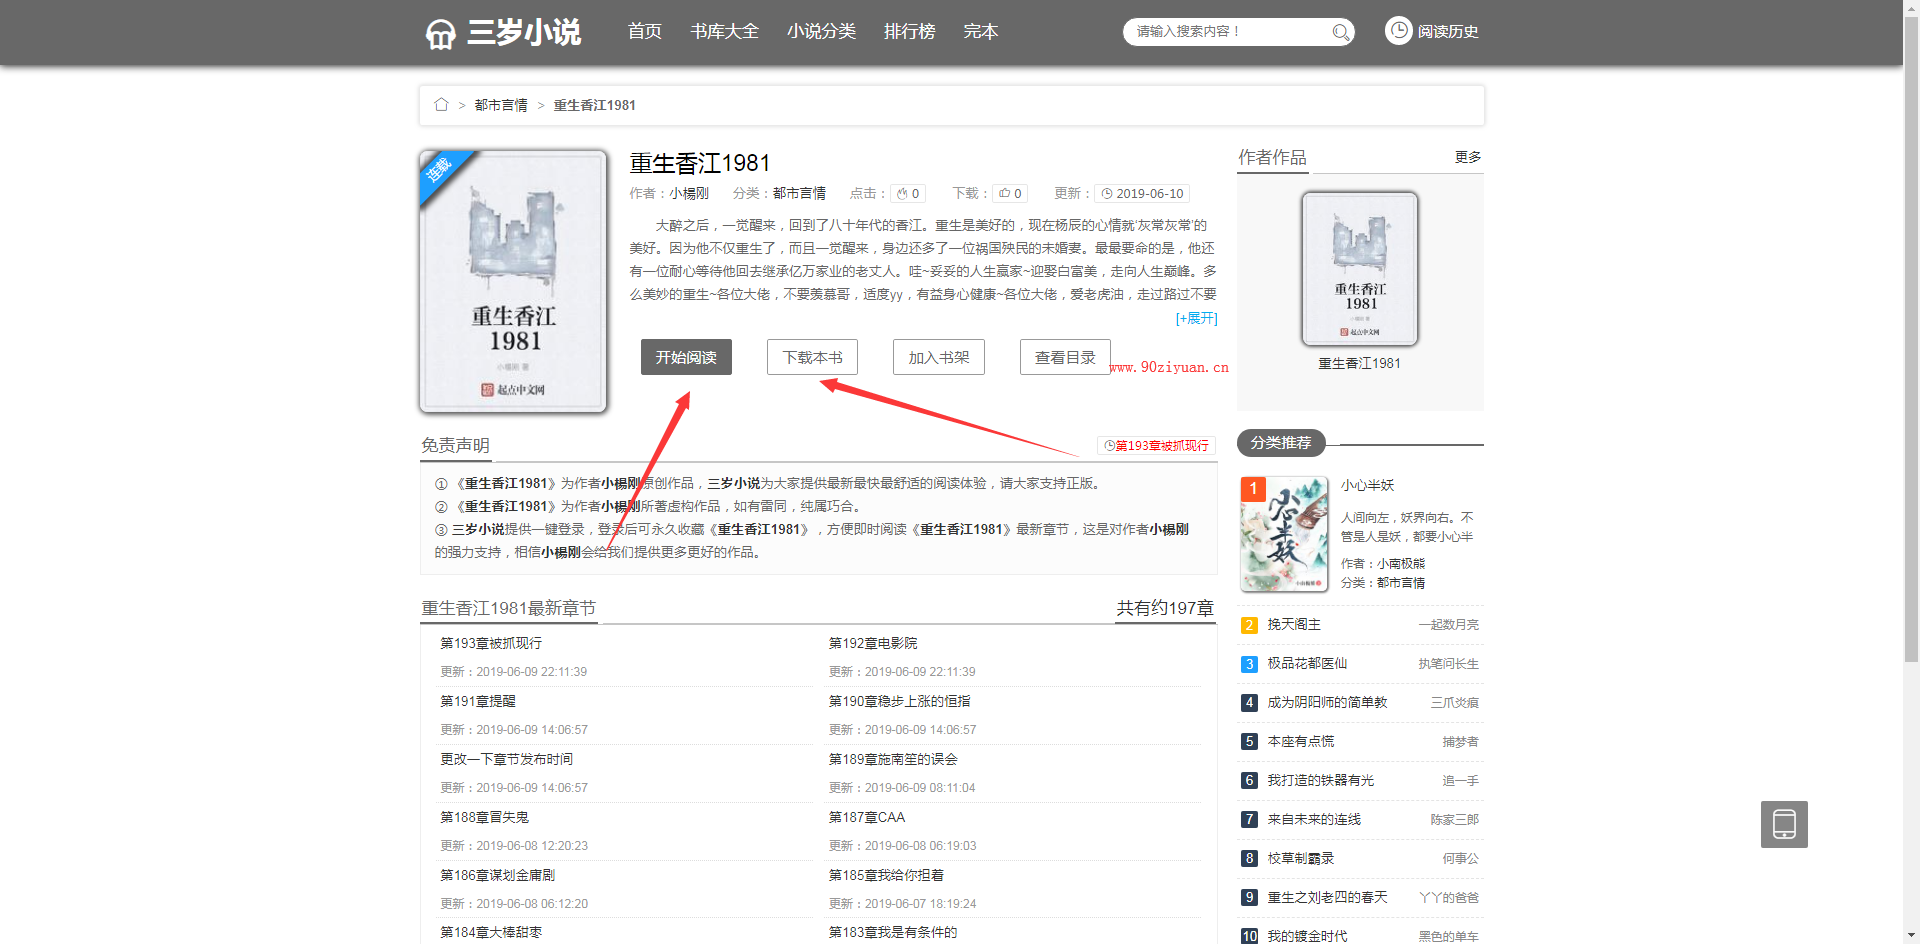 三岁小说
首页 书库大全 小说分类 排行榜 完本
请输入搜索内容！
阅读历史
> 都市言情 > 重生香江1981
连载
重生香江
1981
小楊刚 著
起点中文网
重生香江1981
作者：小楊刚 分类：都市言情 点击： 0 下载： 0 更新： 2019-06-10
大醉之后，一觉醒来，回到了八十年代的香江。重生是美好的，现在杨辰的心情就‘灰常灰常’的
美好。因为他不仅重生了，而且一觉醒来，身边还多了一位祸国殃民的未婚妻。最最要命的是，他还
有一位耐心等待他回去继承亿万家业的老丈人。哇~妥妥的人生赢家~迎娶白富美，走向人生巅峰。多
么美妙的重生~各位大佬，不要羡慕哥，适度yy，有益身心健康~各位大佬，爱老虎油，走过路过不要
[+展开]
开始阅读 下载本书 加入书架 查看目录
www.90ziyuan.cn
作者作品 更多
重生香江
1981
起点中文网
重生香江1981
免责声明
第193章被抓现行
① 《重生香江1981》为作者小楊刚原创作品，三岁小说为大家提供最新最快最舒适的阅读体验，请大家支持正版。
② 《重生香江1981》为作者小楊刚所著虚构作品，如有雷同，纯属巧合。
③ 三岁小说提供一键登录，登录后可永久收藏《重生香江1981》，方便即时阅读《重生香江1981》最新章节，这是对作者小楊刚
的强力支持，相信小楊刚会给我们提供更多更好的作品。
重生香江1981最新章节 共有约197章
第193章被抓现行
更新：2019-06-09 22:11:39
第192章电影院
更新：2019-06-09 22:11:39
第191章提醒
更新：2019-06-09 14:06:57
第190章稳步上涨的恒指
更新：2019-06-09 14:06:57
更改一下章节发布时间
更新：2019-06-09 14:06:57
第189章施南笙的误会
更新：2019-06-09 08:11:04
第188章冒失鬼
更新：2019-06-08 12:20:23
第187章CAA
更新：2019-06-08 06:19:03
第186章谋划金庸剧
更新：2019-06-08 06:12:20
第185章我给你担着
更新：2019-06-07 18:19:24
第184章大棒甜枣
第183章我是有条件的
分类推荐
1
小心半妖
小心半妖
人间向左，妖界向右。不
管是人是妖，都要小心半
作者：小南极熊
分类：都市言情
2 挽天阁主 一起数月亮
3 极品花都医仙 执笔问长生
4 成为阴阳师的简单教 三爪炎痕
5 本座有点慌 捕梦者
6 我打造的铁器有光 追一手
7 来自未来的连线 陈家三郎
8 校草制霸录 何事公
9 重生之刘老四的春天 丫丫的爸爸
10 我的镀金时代 黑色的单车